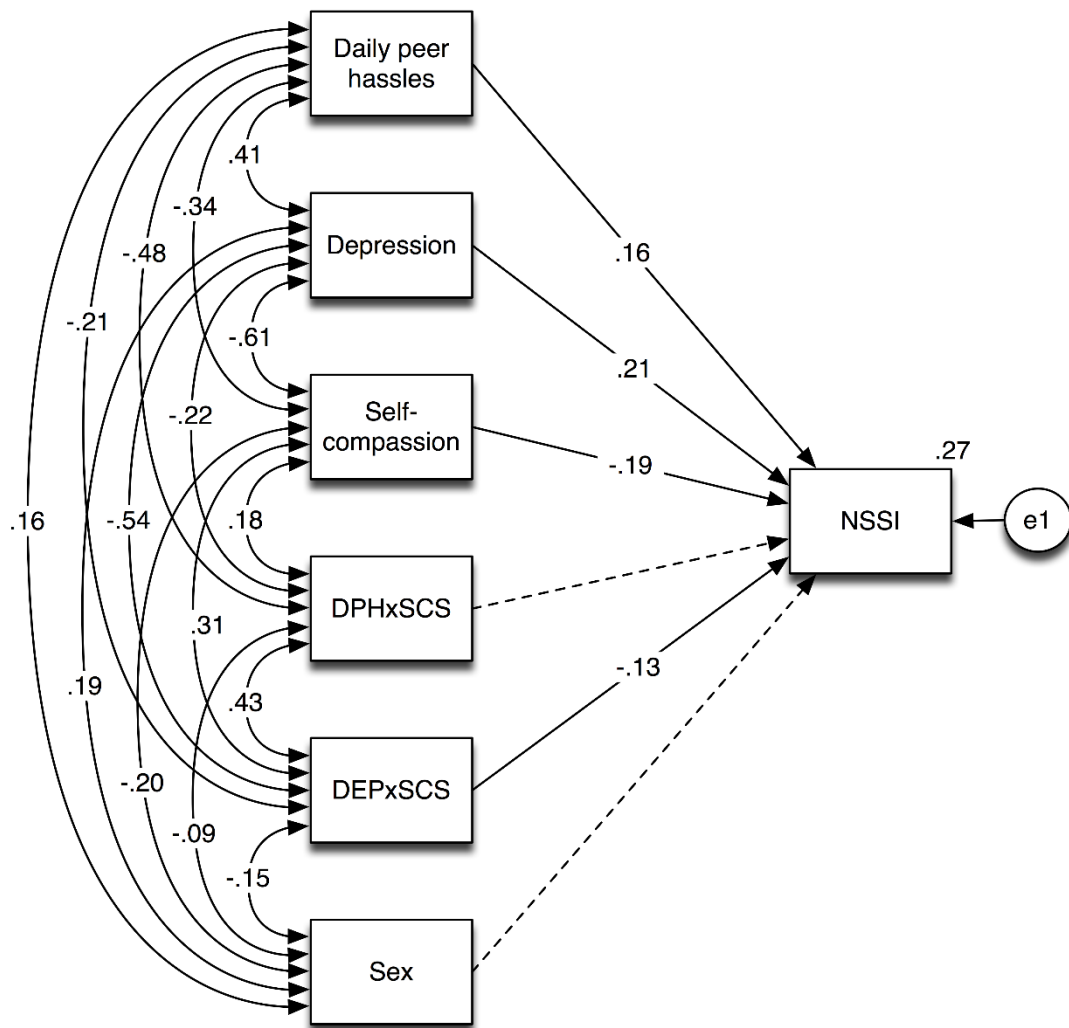 Daily peer
hassles
.41
-.34
Depression
.16
-.48
-.21
-.61
.21
Self-
compassion
-.22
-.19
.27
.16
-.54
.18
NSSI
e1
DPHxSCS
.31
-.13
.19
.43
DEPxSCS
-.20
-.09
-.15
Sex